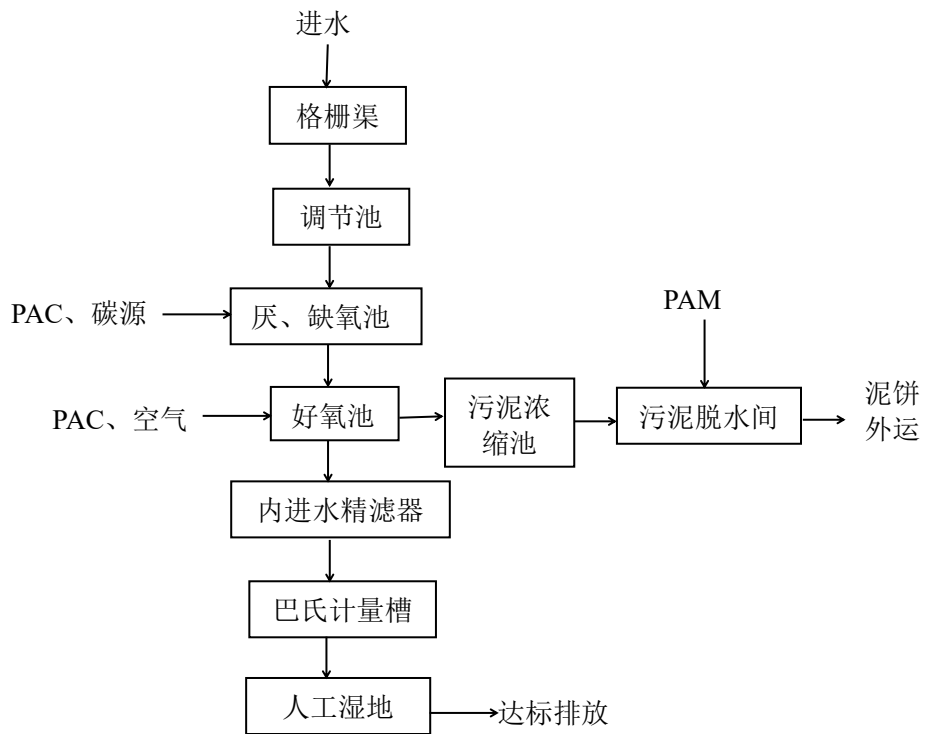 进水
格栅渠
调节池
PAC、碳源
厌、缺氧池
PAM
PAC、空气
好氧池
污泥浓
缩池
污泥脱水间
泥饼
外运
内进水精滤器
巴氏计量槽
人工湿地
达标排放